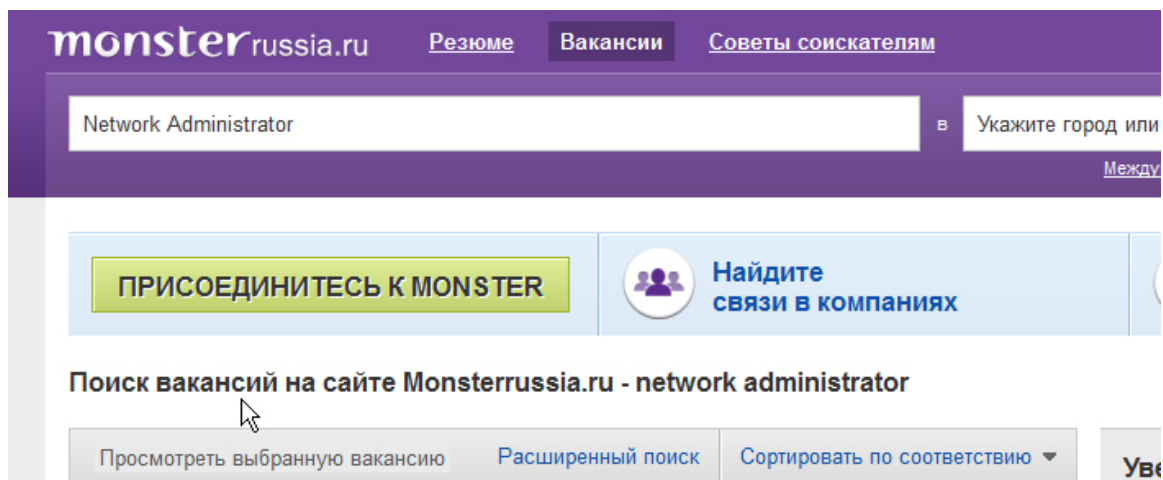 monsterrussia.ru Резюме Вакансии Советы соискателям
Network Administrator в Укажите город или
ПРИСОЕДИНИТЕСЬ К MONSTER
Найдите
связи в компаниях
Поиск вакансий на сайте Monsterrussia.ru - network administrator
Просмотреть выбранную вакансию Расширенный поиск Сортировать по соответствию